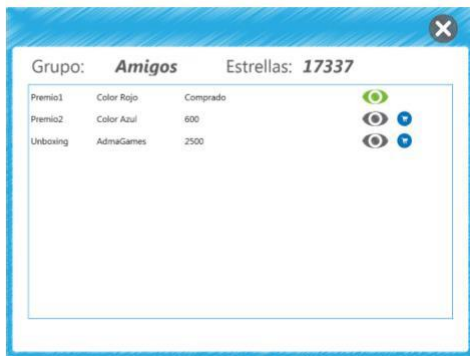 Grupo: Amigos Estrellas: 17337
Premio1 Color Rojo Comprado
Premio2 Color Azul 600
Unboxing AdmaGames 2500